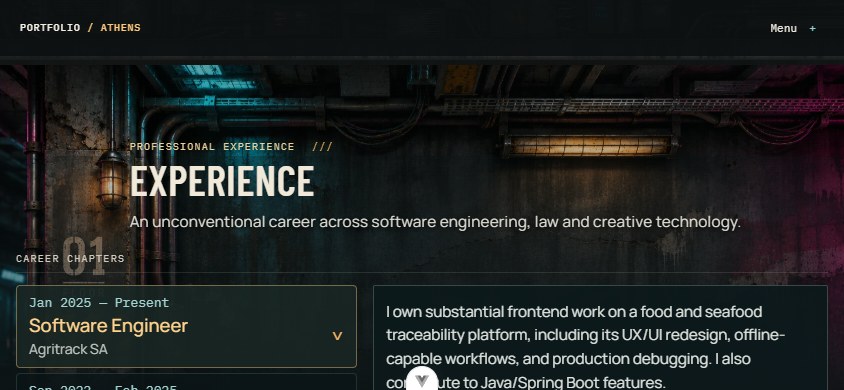 PORTFOLIO / ATHENS
Menu +
PROFESSIONAL EXPERIENCE ///
EXPERIENCE
An unconventional career across software engineering, law and creative technology.
01
CAREER CHAPTERS
Jan 2025 — Present
Software Engineer
Agritrack SA
I own substantial frontend work on a food and seafood
traceability platform, including its UX/UI redesign, offline-
capable workflows, and production debugging. I also
to Java/Spring Boot features.